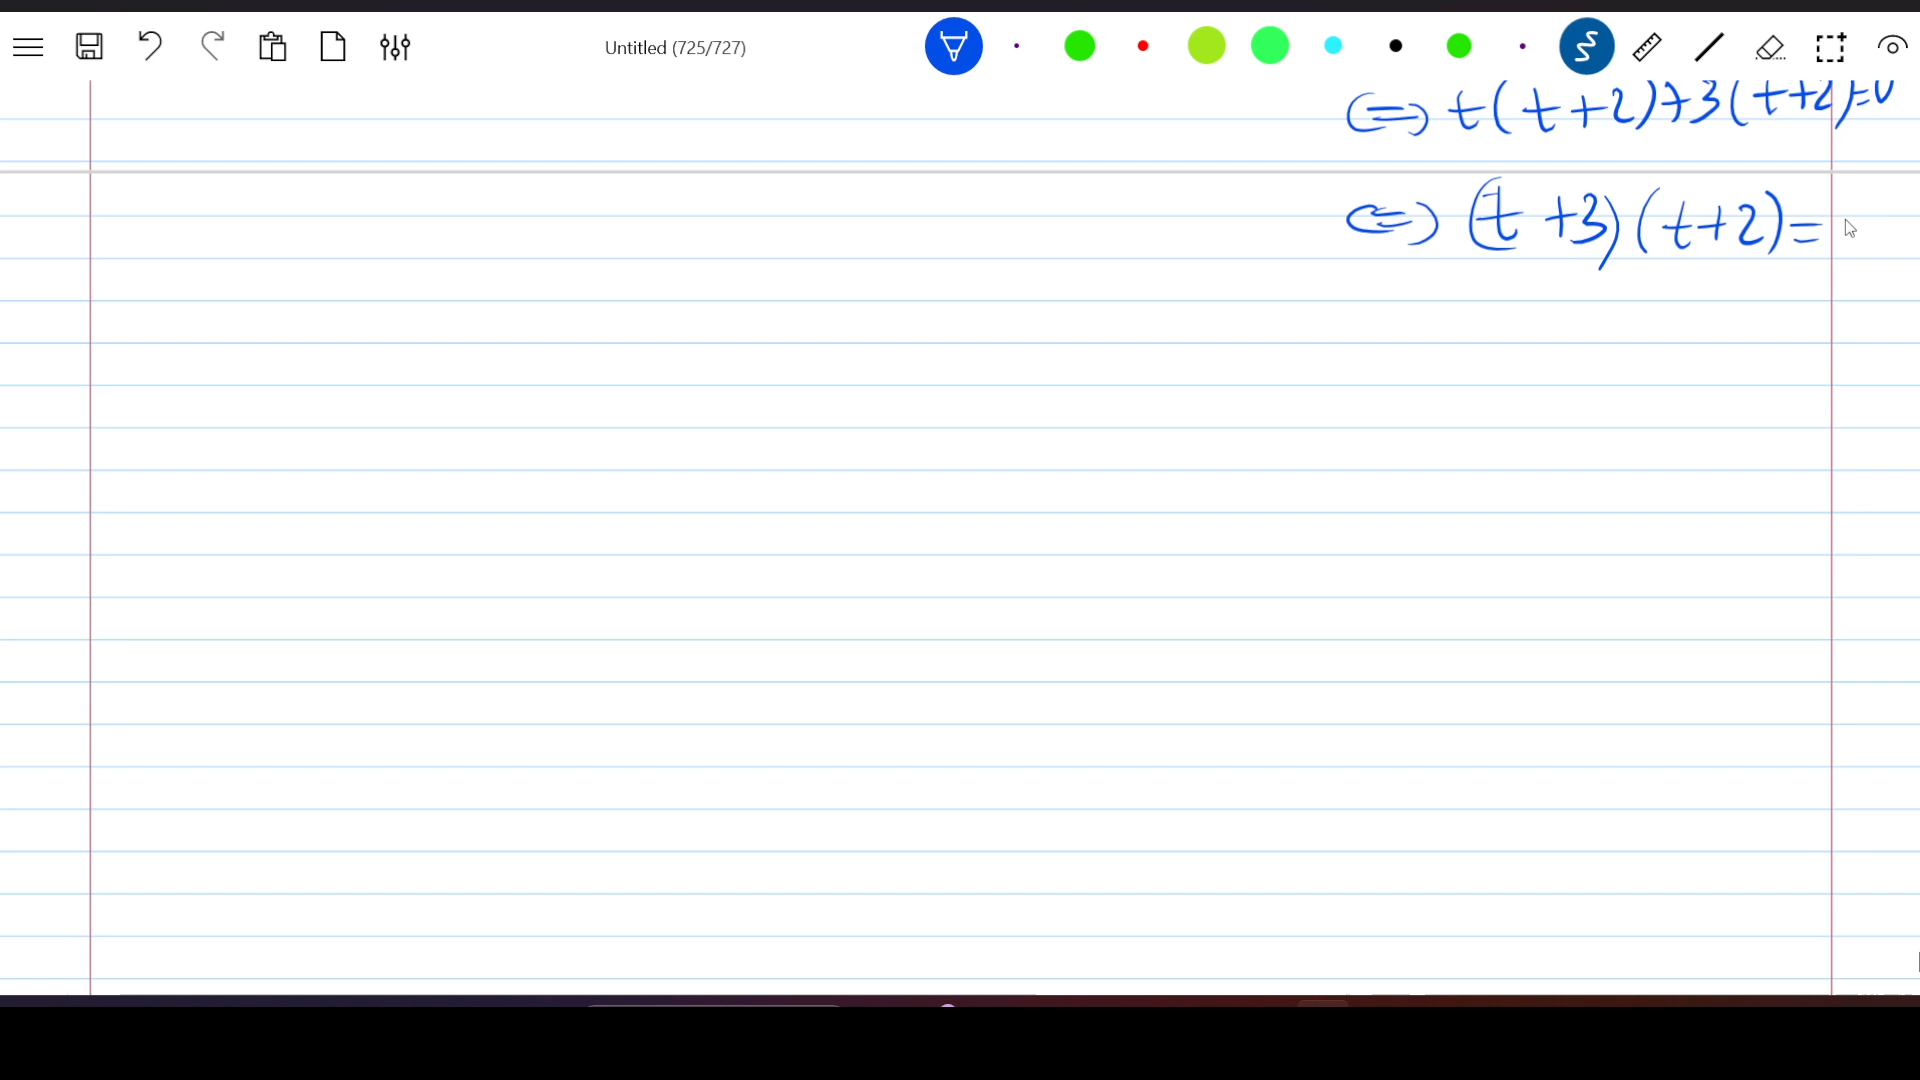 Untitled (725/727)
⇔ t(t+2)+3(t+2)=0
⇔ (t+3)(t+2)=